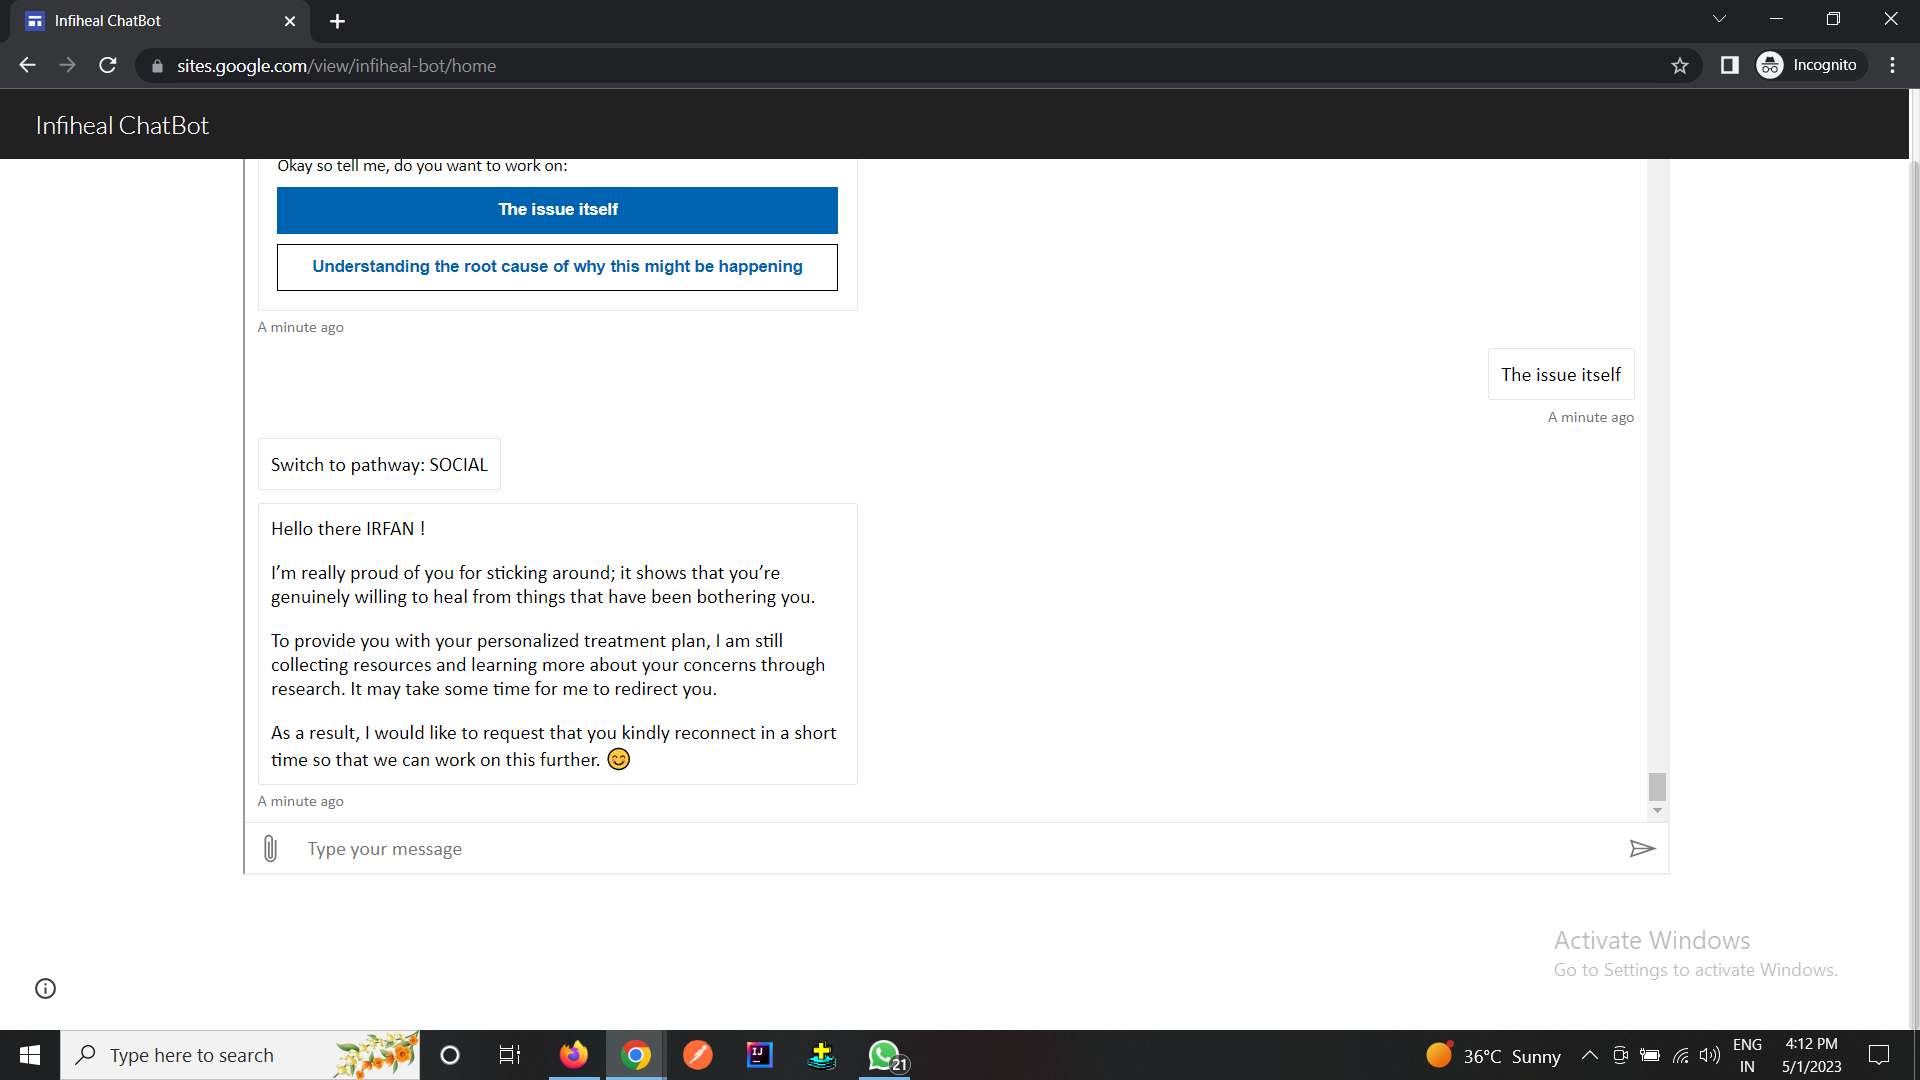 Infiheal ChatBot
sites.google.com/view/infiheal-bot/home
Incognito
Infiheal ChatBot
Okay so tell me, do you want to work on:
The issue itself
Understanding the root cause of why this might be happening
A minute ago
The issue itself
A minute ago
Switch to pathway: SOCIAL
Hello there IRFAN !
I’m really proud of you for sticking around; it shows that you’re
genuinely willing to heal from things that have been bothering you.
To provide you with your personalized treatment plan, I am still
collecting resources and learning more about your concerns through
research. It may take some time for me to redirect you.
As a result, I would like to request that you kindly reconnect in a short
time so that we can work on this further. 😊
A minute ago
Type your message
Activate Windows
Go to Settings to activate Windows.
Type here to search
IJ
21
36°C Sunny
ENG
IN
4:12 PM
5/1/2023